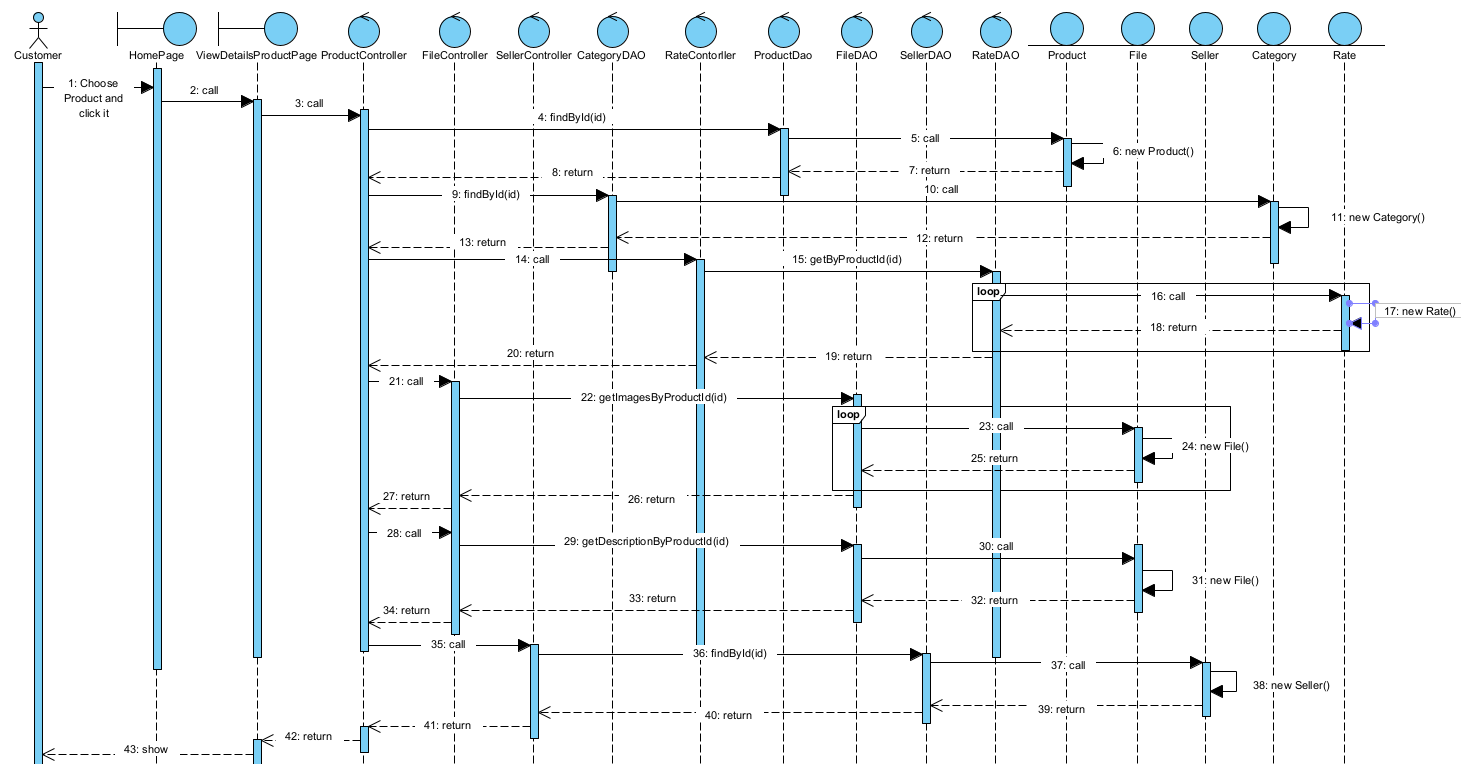 Customer
HomePage
ViewDetailsProductPage
ProductController
FileController
SellerController
CategoryDAO
RateContorller
ProductDao
FileDAO
SellerDAO
RateDAO
Product
File
Seller
Category
Rate
1: Choose
Product and
click it
2: call
3: call
4: findById(id)
5: call
6: new Product()
7: return
8: return
9: findById(id)
10: call
11: new Category()
12: return
13: return
14: call
15: getByProductId(id)
loop
16: call
17: new Rate()
18: return
19: return
20: return
21: call
22: getImagesByProductId(id)
loop
23: call
24: new File()
25: return
26: return
27: return
28: call
29: getDescriptionByProductId(id)
30: call
31: new File()
32: return
33: return
34: return
35: call
36: findById(id)
37: call
38: new Seller()
39: return
40: return
41: return
42: return
43: show